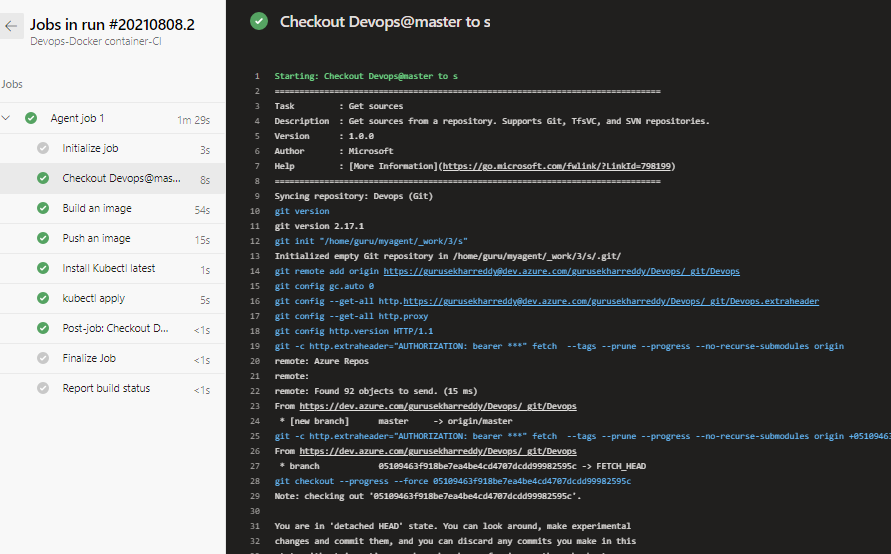 Jobs in run #20210808.2
Devops-Docker container-CI
Jobs
Agent job 1 1m 29s
Initialize job 3s
Checkout Devops@mas... 8s
Build an image 54s
Push an image 15s
Install Kubectl latest 1s
kubectl apply 5s
Post-job: Checkout D... <1s
Finalize Job <1s
Report build status <1s
Checkout Devops@master to s
1 Starting: Checkout Devops@master to s
2 ==============================================================================
3 Task : Get sources
4 Description : Get sources from a repository. Supports Git, TfsVC, and SVN repositories.
5 Version : 1.0.0
6 Author : Microsoft
7 Help : [More Information](https://go.microsoft.com/fwlink/?LinkId=798199)
8 ==============================================================================
9 Syncing repository: Devops (Git)
10 git version
11 git version 2.17.1
12 git init "/home/guru/myagent/_work/3/s"
13 Initialized empty Git repository in /home/guru/myagent/_work/3/s/.git/
14 git remote add origin https://gurusekharreddy@dev.azure.com/gurusekharreddy/Devops/_git/Devops
15 git config gc.auto 0
16 git config --get-all http.https://gurusekharreddy@dev.azure.com/gurusekharreddy/Devops/_git/Devops.extraheader
17 git config --get-all http.proxy
18 git config http.version HTTP/1.1
19 git -c http.extraheader="AUTHORIZATION: bearer ***" fetch --tags --prune --progress --no-recurse-submodules origin
20 remote: Azure Repos
21 remote:
22 remote: Found 92 objects to send. (15 ms)
23 From https://dev.azure.com/gurusekharreddy/Devops/_git/Devops
24 * [new branch] master -> origin/master
25 git -c http.extraheader="AUTHORIZATION: bearer ***" fetch --tags --prune --progress --no-recurse-submodules origin +05109463
26 From https://dev.azure.com/gurusekharreddy/Devops/_git/Devops
27 * branch 05109463f918be7ea4be4cd4707dcdd99982595c -> FETCH_HEAD
28 git checkout --progress --force 05109463f918be7ea4be4cd4707dcdd99982595c
29 Note: checking out '05109463f918be7ea4be4cd4707dcdd99982595c'.
30
31 You are in 'detached HEAD' state. You can look around, make experimental
32 changes and commit them, and you can discard any commits you make in this